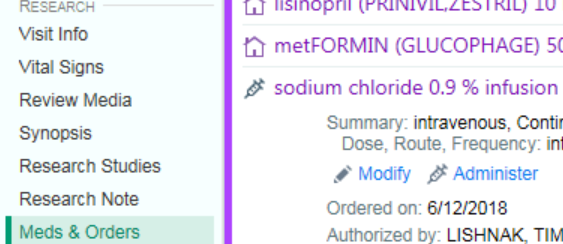 RESEARCH
Visit Info
Vital Signs
Review Media
Synopsis
Research Studies
Research Note
Meds & Orders
lisinopril (PRINIVIL,ZESTRIL) 10
metFORMIN (GLUCOPHAGE) 50
sodium chloride 0.9 % infusion
Summary: intravenous,
Dose, Route, Frequency:
Modify Administer
Ordered on: 6/12/2018
Authorized by: LISHNAK, TIM